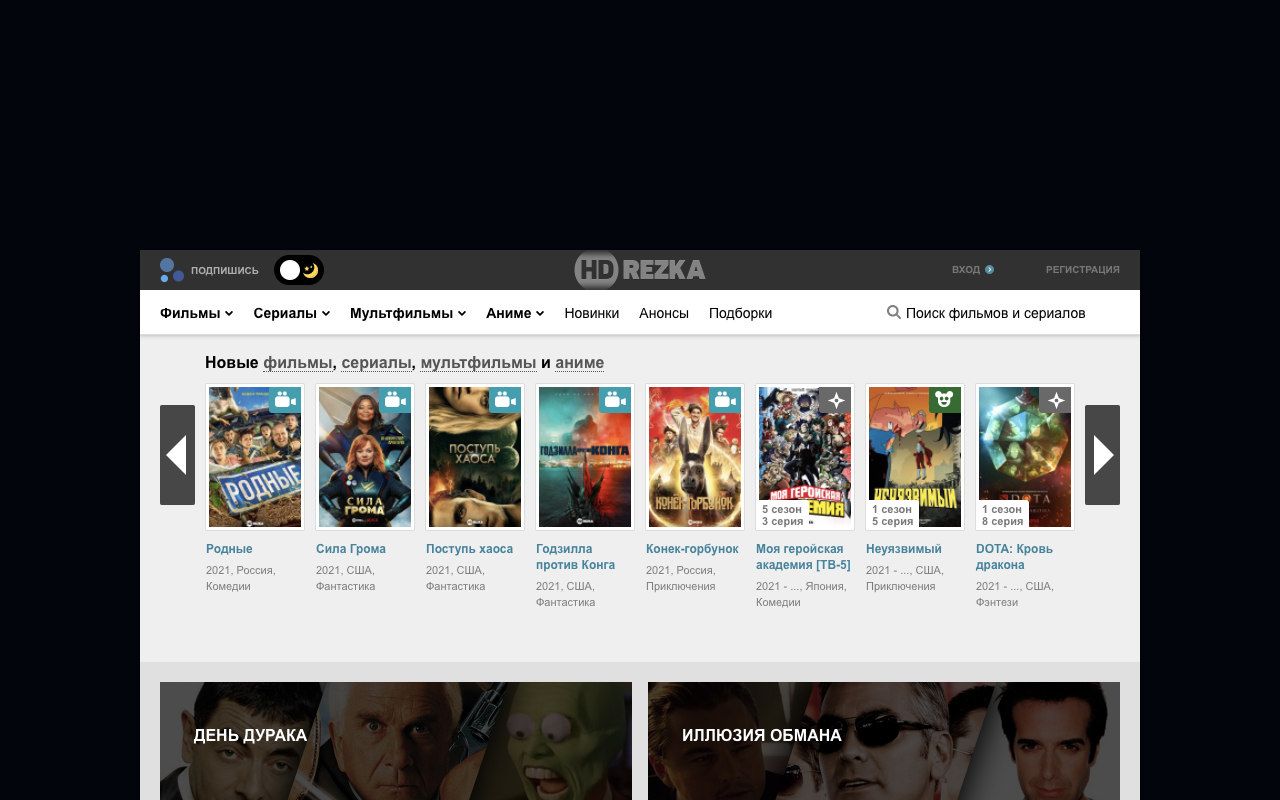 ПОДПИШИСЬ
HD REZKA
ВХОД
РЕГИСТРАЦИЯ
Фильмы
Сериалы
Мультфильмы
Аниме
Новинки
Анонсы
Подборки
Поиск фильмов и сериалов
Новые фильмы, сериалы, мультфильмы и аниме
РОДНЫЕ
СИЛА
ГРОМА
ПОСТУПЬ
ХАОСА
ГОДЗИЛЛА КОНГА
КОНЕК-ГОРБУНОК
МОЯ ГЕРОЙСКАЯ
5 сезон
3 серия
НЕУЯЗВИМЫЙ
1 сезон
5 серия
DOTA
1 сезон
8 серия
Родные
2021, Россия,
Комедии
Сила Грома
2021, США,
Фантастика
Поступь хаоса
2021, США,
Фантастика
Годзилла
против Конга
2021, США,
Фантастика
Конек-горбунок
2021, Россия,
Приключения
Моя геройская
академия [ТВ-5]
2021 - ..., Япония,
Комедии
Неуязвимый
2021 - ..., США,
Приключения
DOTA: Кровь
дракона
2021 - ..., США,
Фэнтези
ДЕНЬ ДУРАКА
ИЛЛЮЗИЯ ОБМАНА